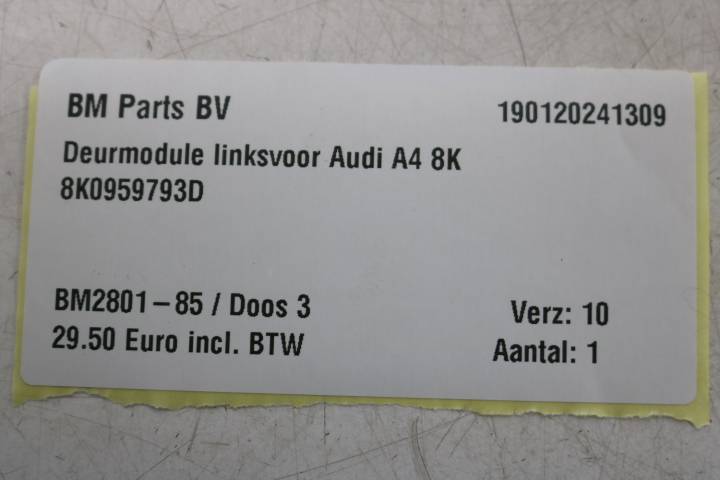 BM Parts BV 190120241309
Deurmodule linksvoor Audi A4 8K
8K0959793D
BM2801-85 / Doos 3 Verz: 10
29.50 Euro incl. BTW Aantal: 1